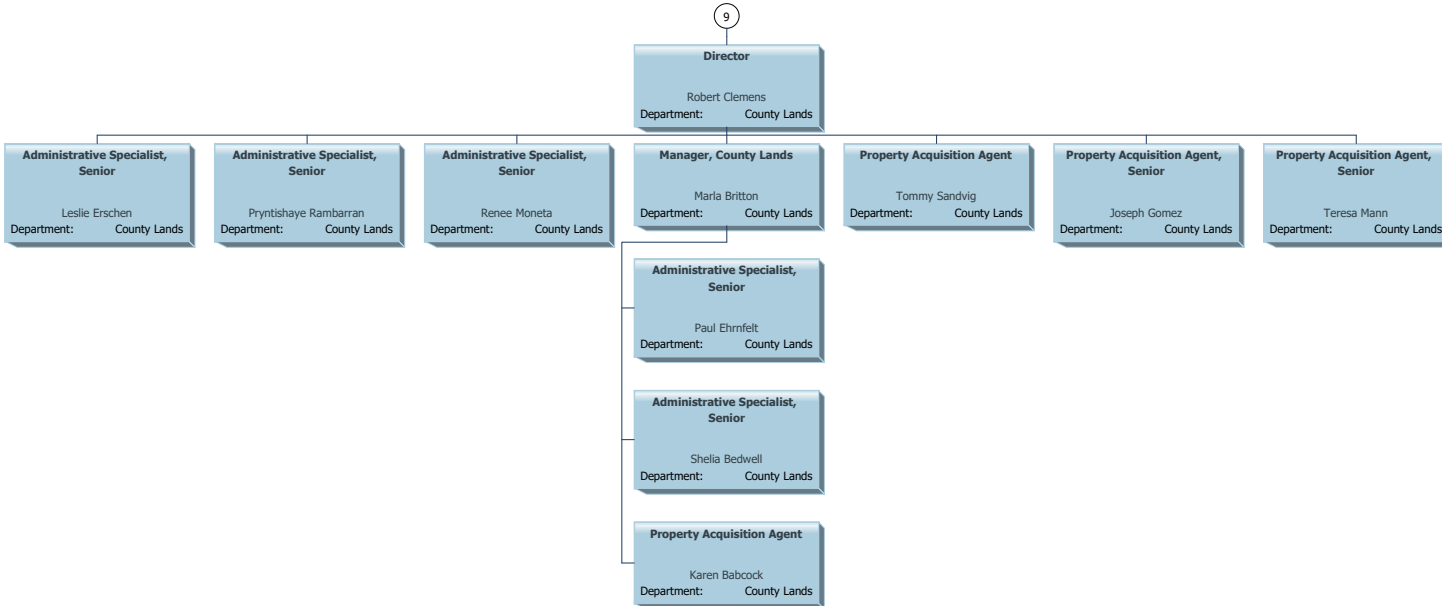 9
Director
Robert Clemens
Department: County Lands
Administrative Specialist,
Senior
Leslie Erschen
Department: County Lands
Administrative Specialist,
Senior
Pryntishaye Rambarran
Department: County Lands
Administrative Specialist,
Senior
Renee Moneta
Department: County Lands
Manager, County Lands
Marla Britton
Department: County Lands
Property Acquisition Agent
Tommy Sandvig
Department: County Lands
Property Acquisition Agent,
Senior
Joseph Gomez
Department: County Lands
Property Acquisition Agent,
Senior
Teresa Mann
Department: County Lands
Administrative Specialist,
Senior
Paul Ehrnfelt
Department: County Lands
Administrative Specialist,
Senior
Shelia Bedwell
Department: County Lands
Property Acquisition Agent
Karen Babcock
Department: County Lands